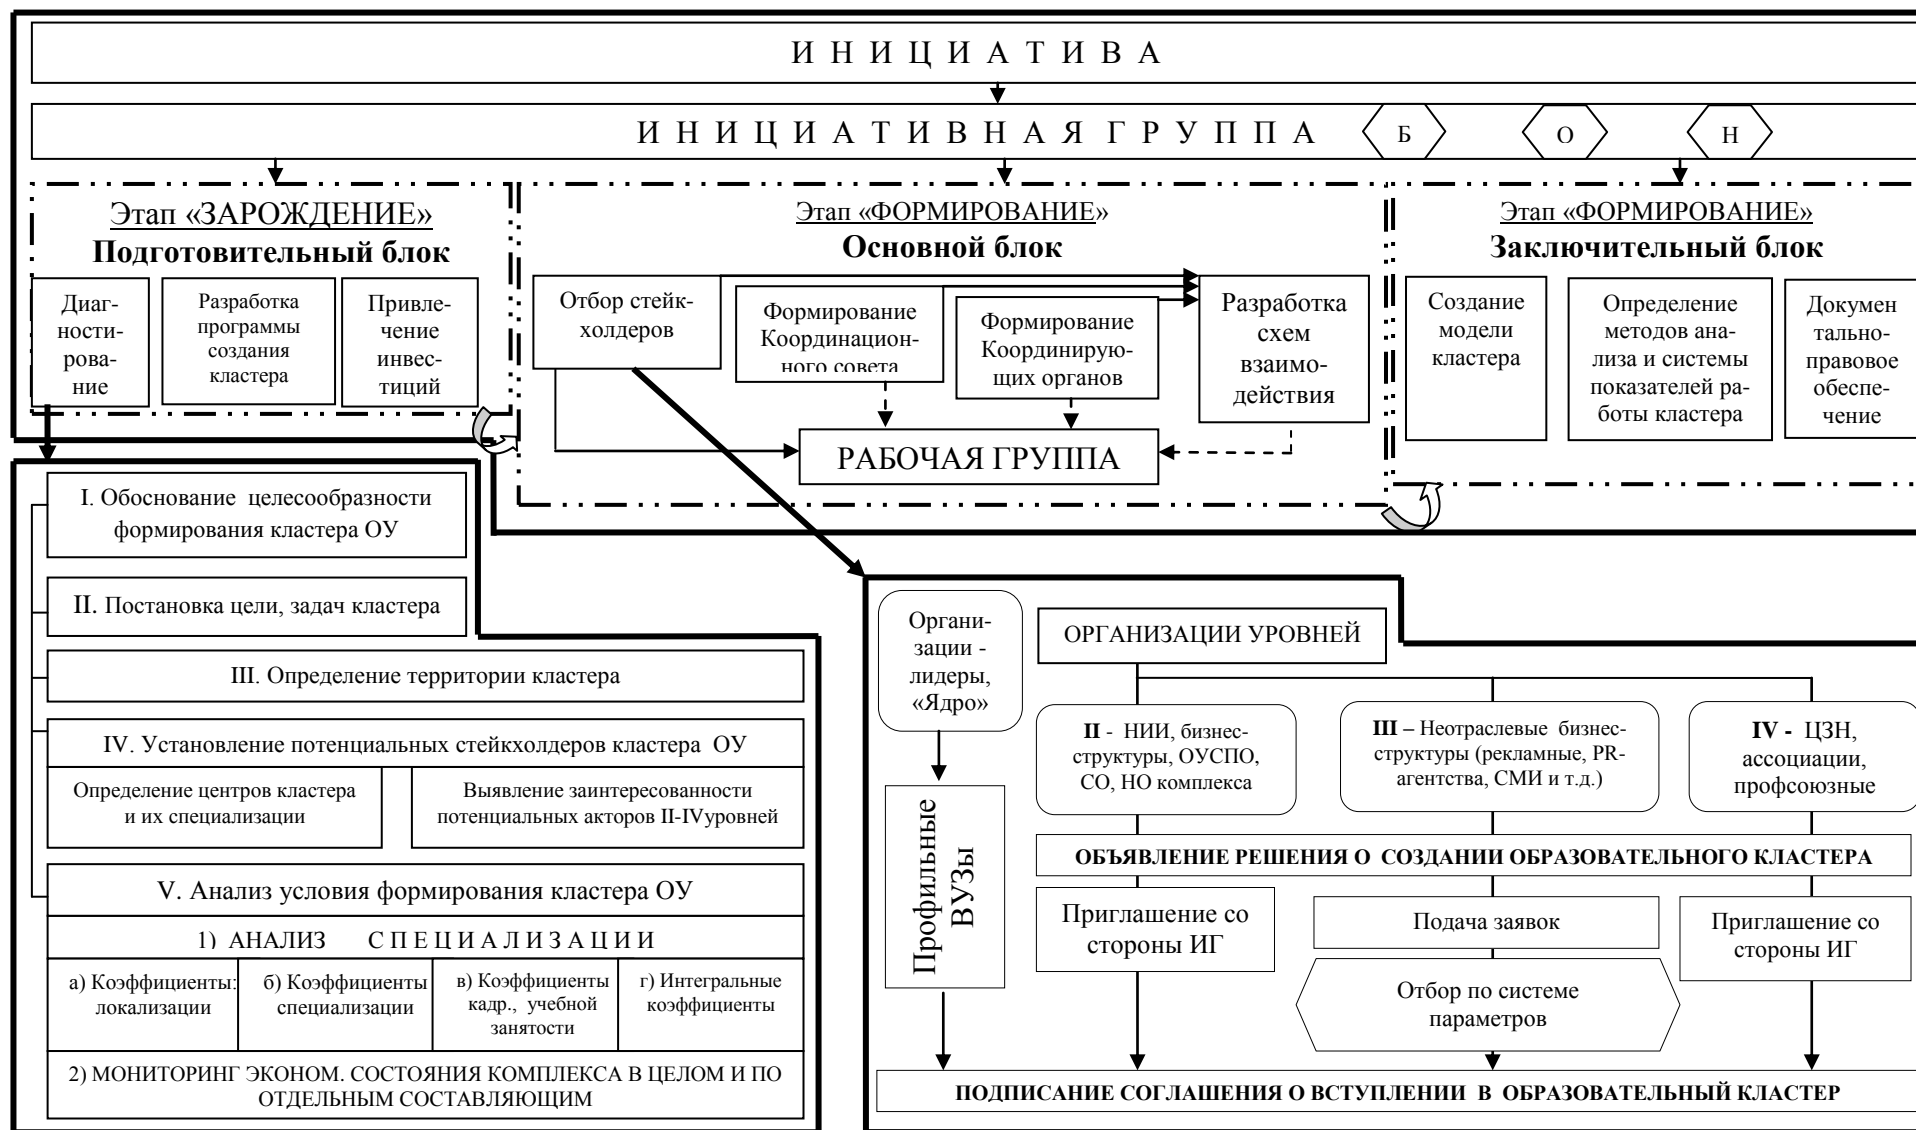 И Н И Ц И А Т И В А
И Н И Ц И А Т И В Н А Я Г Р У П П А
Б
О
Н
Этап «ЗАРОЖДЕНИЕ»
Подготовительный блок
Диаг-
ности-
рова-
ние
Разработка
программы
создания
кластера
Привле-
чение
инвес-
тиций
Этап «ФОРМИРОВАНИЕ»
Основной блок
Отбор стейк-
холдеров
Формирование
Координацион-
ного совета
Формирование
Координирую-
щих органов
Разработка
схем
взаимо-
действия
РАБОЧАЯ ГРУППА
Этап «ФОРМИРОВАНИЕ»
Заключительный блок
Создание
модели
кластера
Определение
методов ана-
лиза и системы
показателей ра-
боты кластера
Докумен
тально-
правовое
обеспе-
чение
I. Обоснование целесообразности
формирования кластера ОУ
II. Постановка цели, задач кластера
III. Определение территории кластера
IV. Установление потенциальных стейкхолдеров кластера ОУ
Определение центров кластера
и их специализации
Выявление заинтересованности
потенциальных акторов II-IVуровней
V. Анализ условия формирования кластера ОУ
1) АНАЛИЗ С П Е Ц И А Л И З А Ц И И
а) Коэффициенты:
локализации
б) Коэффициенты
специализации
в) Коэффициенты
кадр., учебной
занятости
г) Интегральные
коэффициенты
2) МОНИТОРИНГ ЭКОНОМ. СОСТОЯНИЯ КОМПЛЕКСА В ЦЕЛОМ И ПО
ОТДЕЛЬНЫМ СОСТАВЛЯЮЩИМ
Органи-
зации -
лидеры,
«Ядро»
Профильные
ВУЗы
ОРГАНИЗАЦИИ УРОВНЕЙ
II - НИИ, бизнес-
структуры, ОУСПО,
СО, НО комплекса
III – Неотраслевые бизнес-
структуры (рекламные, PR-
агентства, СМИ и т.д.)
IV - ЦЗН,
ассоциации,
профсоюзные
ОБЪЯВЛЕНИЕ РЕШЕНИЯ О СОЗДАНИИ ОБРАЗОВАТЕЛЬНОГО КЛАСТЕРА
Приглашение со
стороны ИГ
Подача заявок
Приглашение со
стороны ИГ
Отбор по системе
параметров
ПОДПИСАНИЕ СОГЛАШЕНИЯ О ВСТУПЛЕНИИ В ОБРАЗОВАТЕЛЬНЫЙ КЛАСТЕР